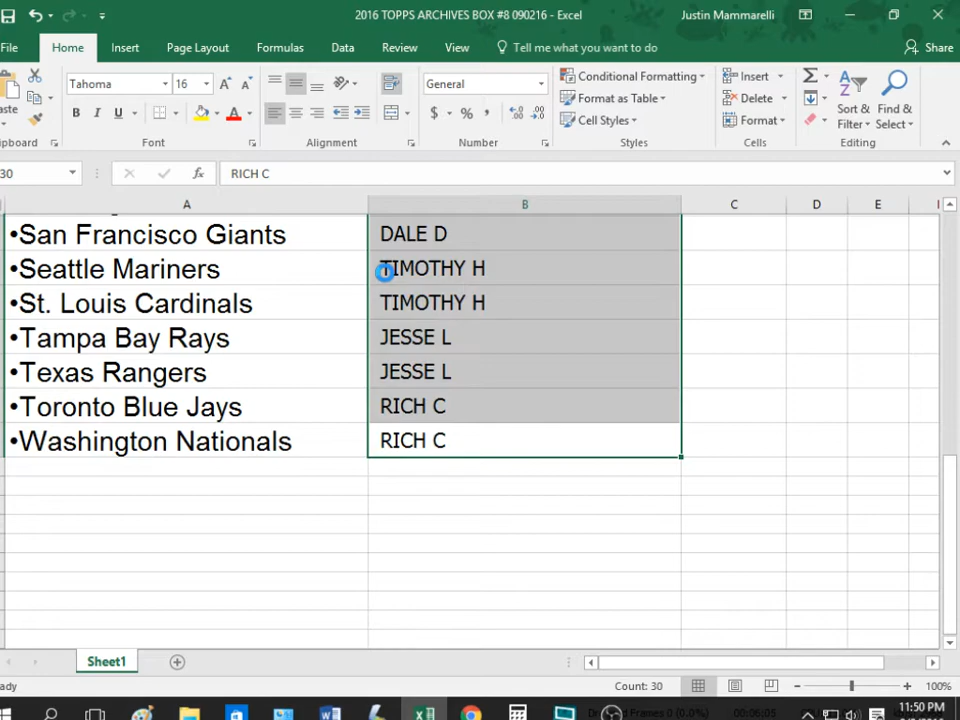 2016 TOPPS ARCHIVES BOX #8 090216 - Excel
Justin Mammarelli
File Home Insert Page Layout Formulas Data Review View Tell me what you want to do Share
Tahoma 16 General
Conditional Formatting
Format as Table
Cell Styles
Insert
Delete
Format
Sort & Filter
Find & Select
B I U
$ % ,
Font Alignment Number Styles Cells Editing
30 fx RICH C
A B C D E
•San Francisco Giants DALE D
•Seattle Mariners TIMOTHY H
•St. Louis Cardinals TIMOTHY H
•Tampa Bay Rays JESSE L
•Texas Rangers JESSE L
•Toronto Blue Jays RICH C
•Washington Nationals RICH C
Sheet1
Count: 30 100%
11:50 PM